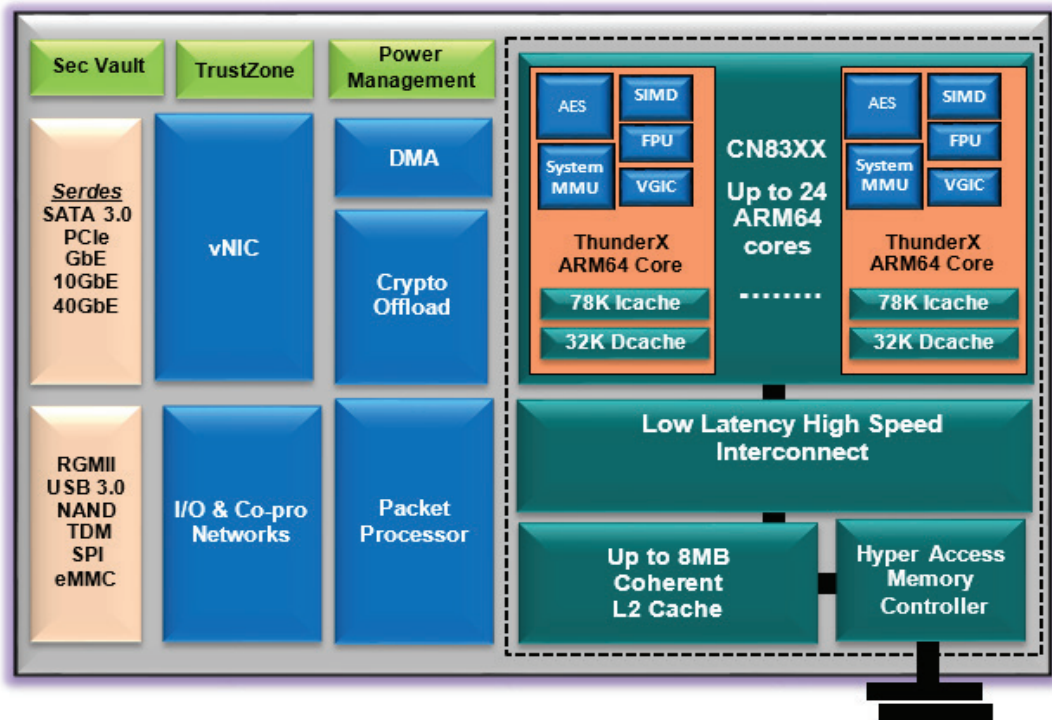 Sec Vault
TrustZone
Power
Management
Serdes
SATA 3.0
PCIe
GbE
10GbE
40GbE
vNIC
DMA
Crypto
Offload
RGMII
USB 3.0
NAND
TDM
SPI
eMMC
I/O & Co-pro
Networks
Packet
Processor
AES
SIMD
FPU
System
MMU
VGIC
ThunderX
ARM64 Core
78K Icache
32K Dcache
CN83XX
Up to 24
ARM64
cores
........
AES
SIMD
FPU
System
MMU
VGIC
ThunderX
ARM64 Core
78K Icache
32K Dcache
Low Latency High Speed
Interconnect
Up to 8MB
Coherent
L2 Cache
Hyper Access
Memory
Controller